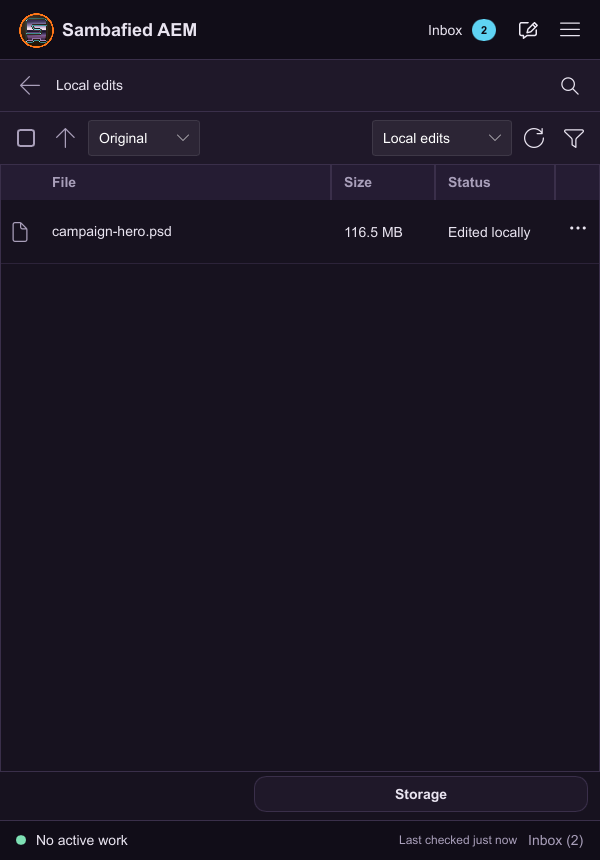 Sambafied AEM
Inbox 2
Local edits
Original
Local edits
File Size Status
campaign-hero.psd 116.5 MB Edited locally
Storage
No active work
Last checked just now Inbox (2)